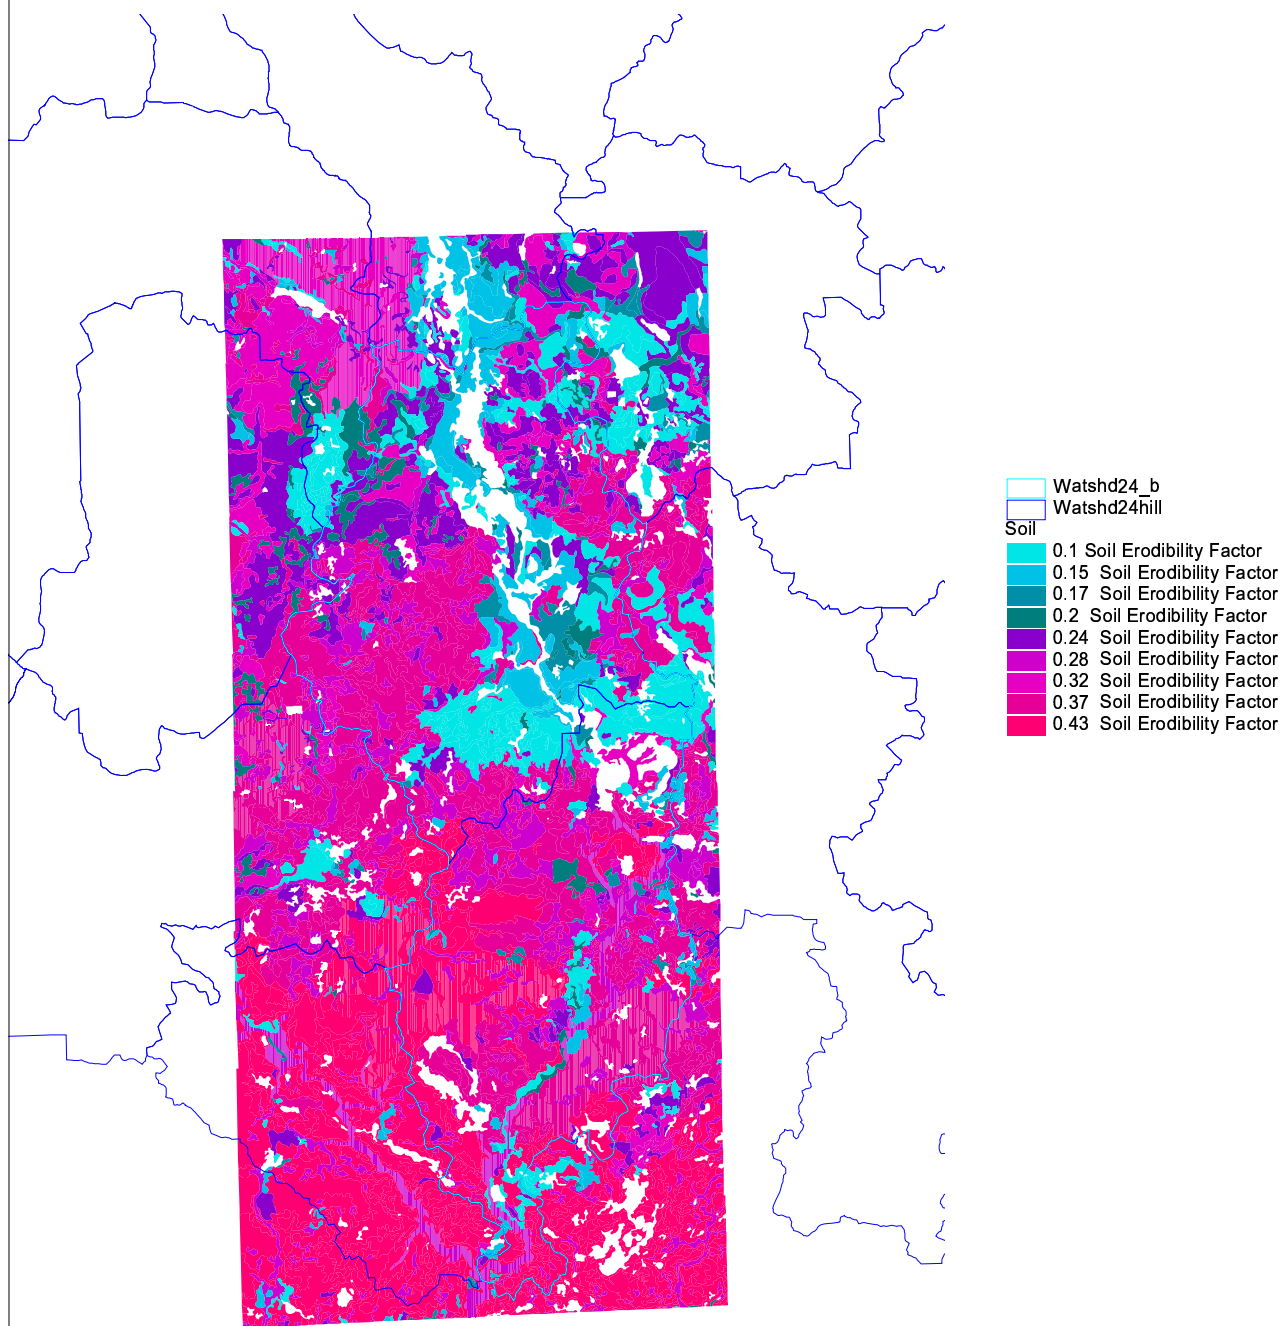 Watshd24_b
Watshd24hill
Soil
0.1 Soil Erodibility Factor
0.15 Soil Erodibility Factor
0.17 Soil Erodibility Factor
0.2 Soil Erodibility Factor
0.24 Soil Erodibility Factor
0.28 Soil Erodibility Factor
0.32 Soil Erodibility Factor
0.37 Soil Erodibility Factor
0.43 Soil Erodibility Factor